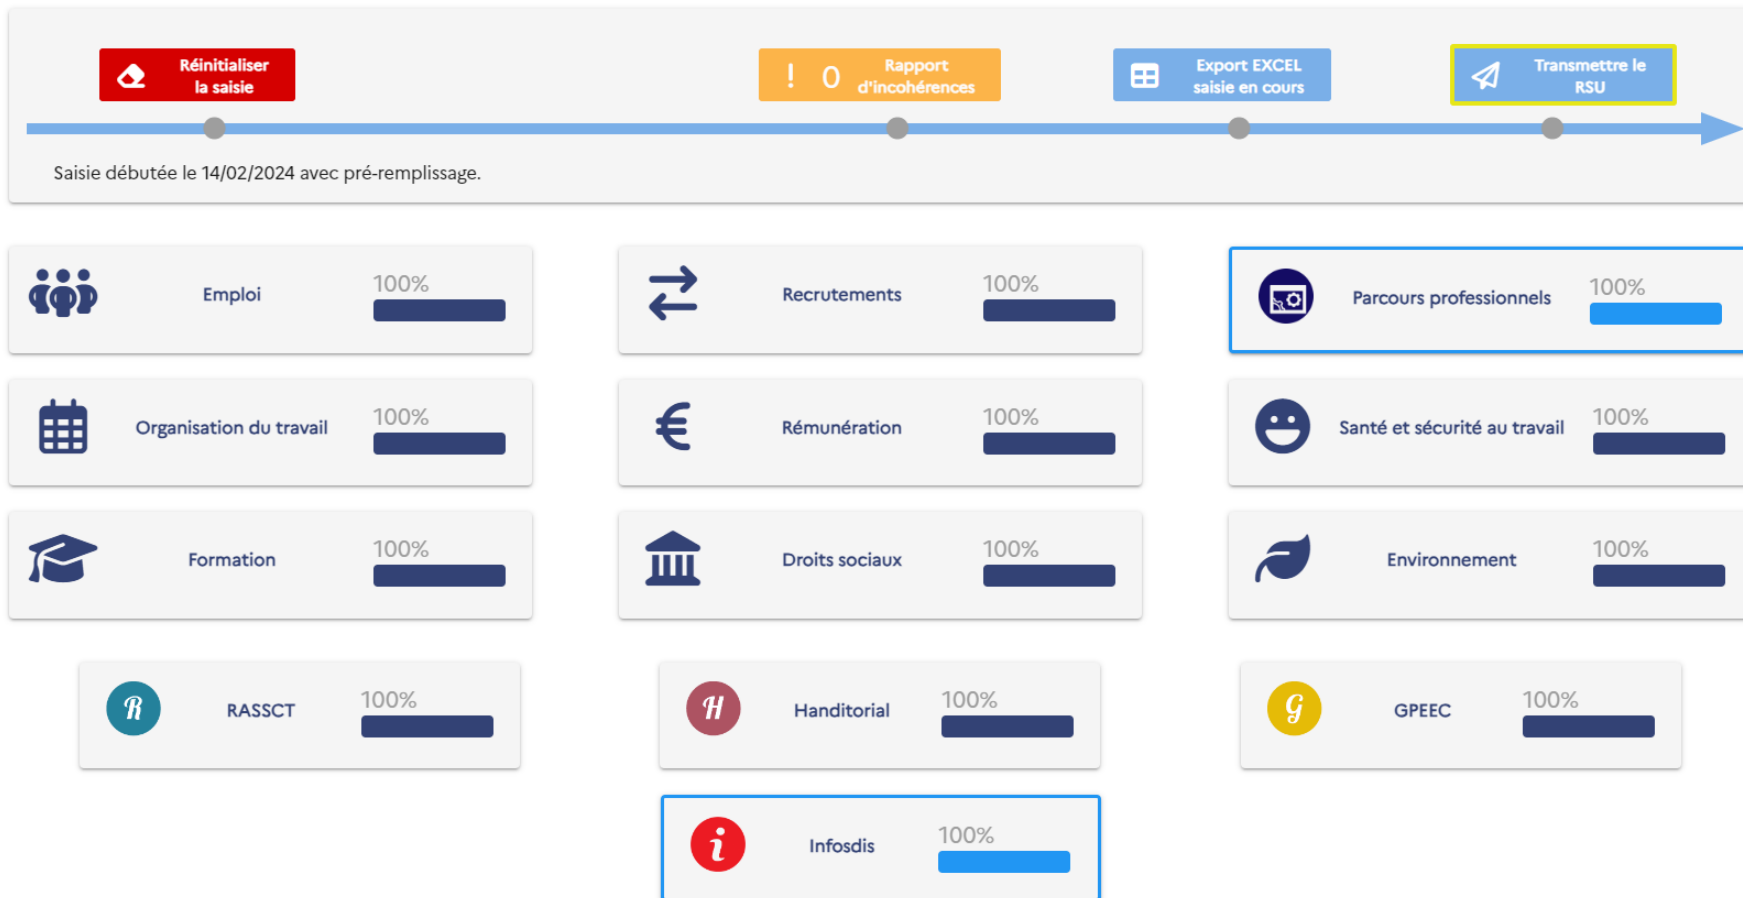 Réinitialiser
la saisie
! 0 Rapport
d'incohérences
Export EXCEL
saisie en cours
Transmettre le
RSU
Saisie débutée le 14/02/2024 avec pré-remplissage.
Emploi 100%
Recrutements 100%
Parcours professionnels 100%
Organisation du travail 100%
€ Rémunération 100%
Santé et sécurité au travail 100%
Formation 100%
Droits sociaux 100%
Environnement 100%
R RASSCT 100%
H Handitorial 100%
G GPEEC 100%
i Infosdis 100%